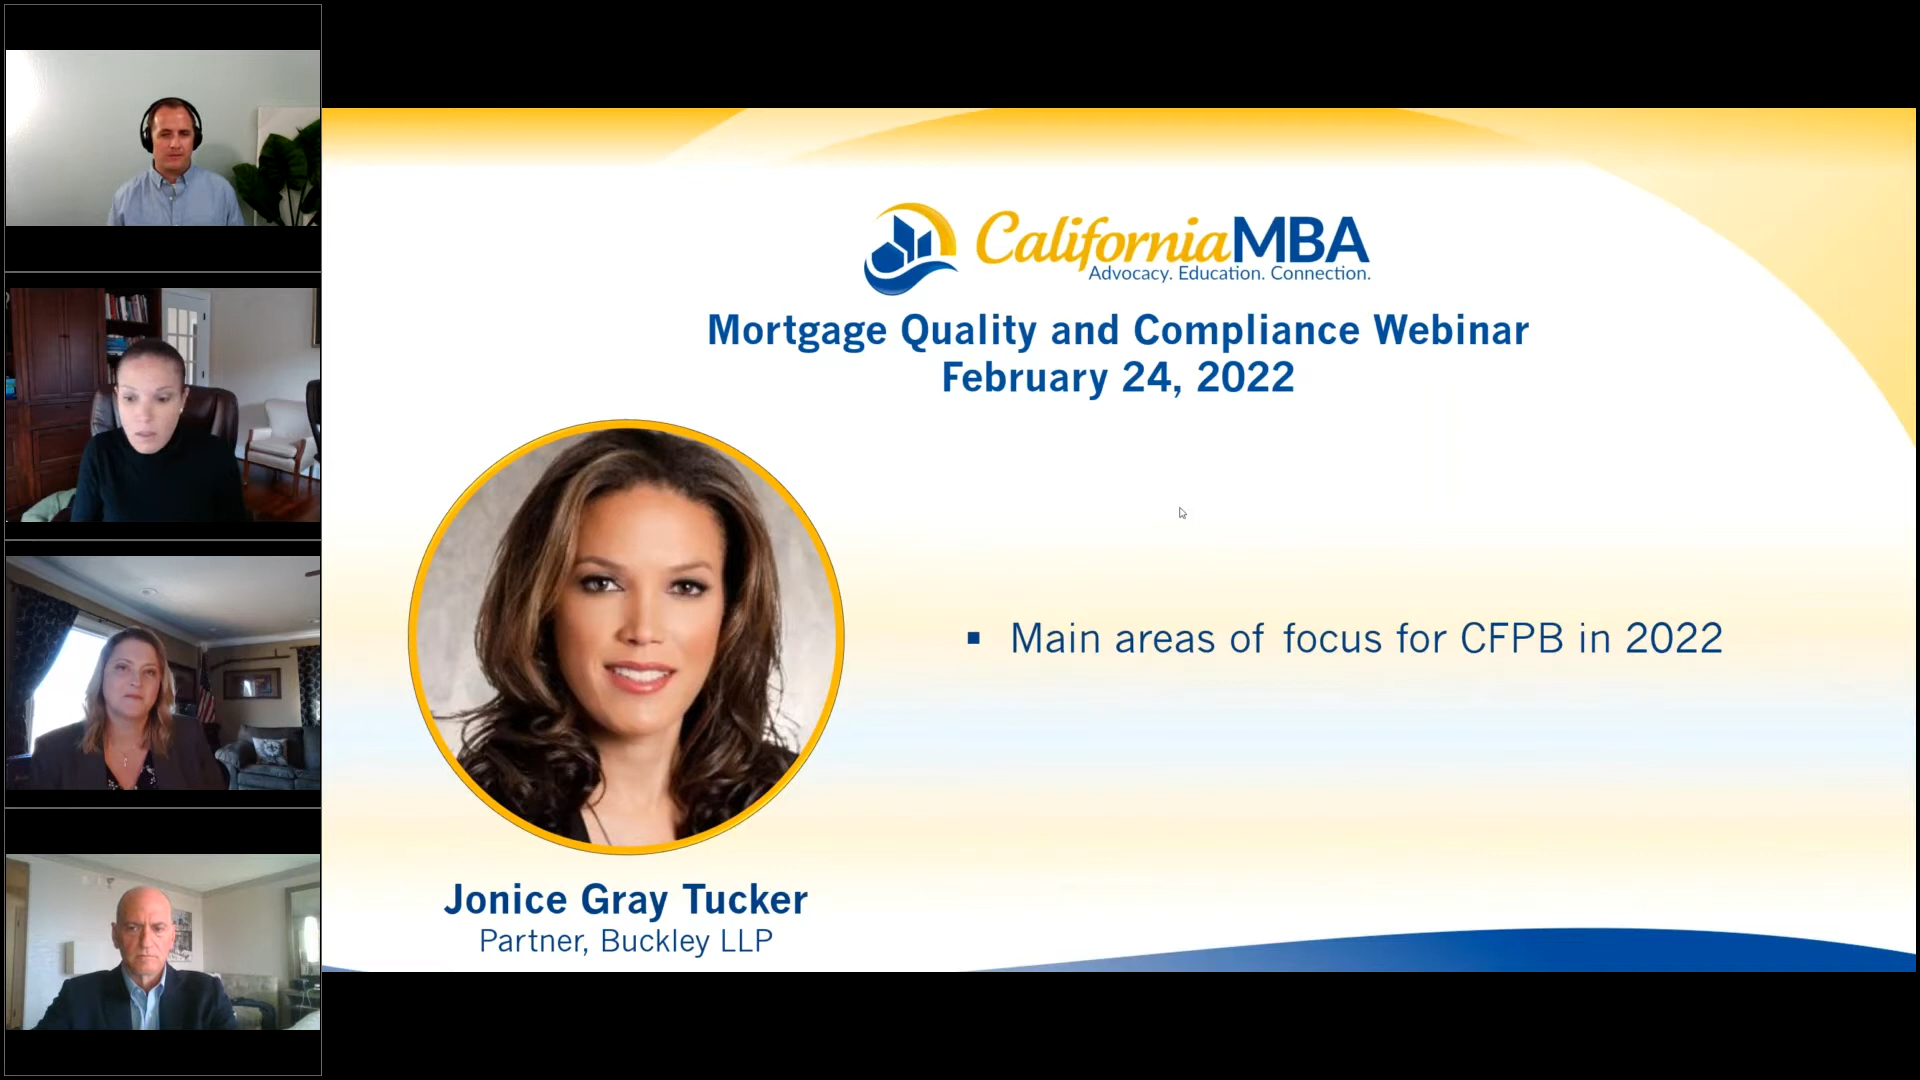 CaliforniaMBA
Advocacy. Education. Connection.
Mortgage Quality and Compliance Webinar
February 24, 2022
▪ Main areas of focus for CFPB in 2022
Jonice Gray Tucker
Partner, Buckley LLP